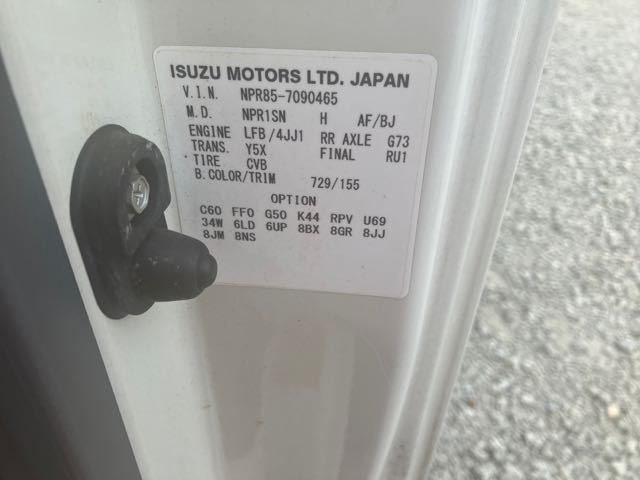 ISUZU MOTORS LTD. JAPAN
V.I.N. NPR85-7090465
M.D. NPR1SN H AF/BJ
ENGINE LFB/4JJ1 RR AXLE G73
TRANS. Y5X FINAL RU1
TIRE CVB
B.COLOR/TRIM 729/155
OPTION
C60 FF0 G50 K44 RPV U69
34W 6LD 6UP 8BX 8GR 8JJ
8JM 8NS